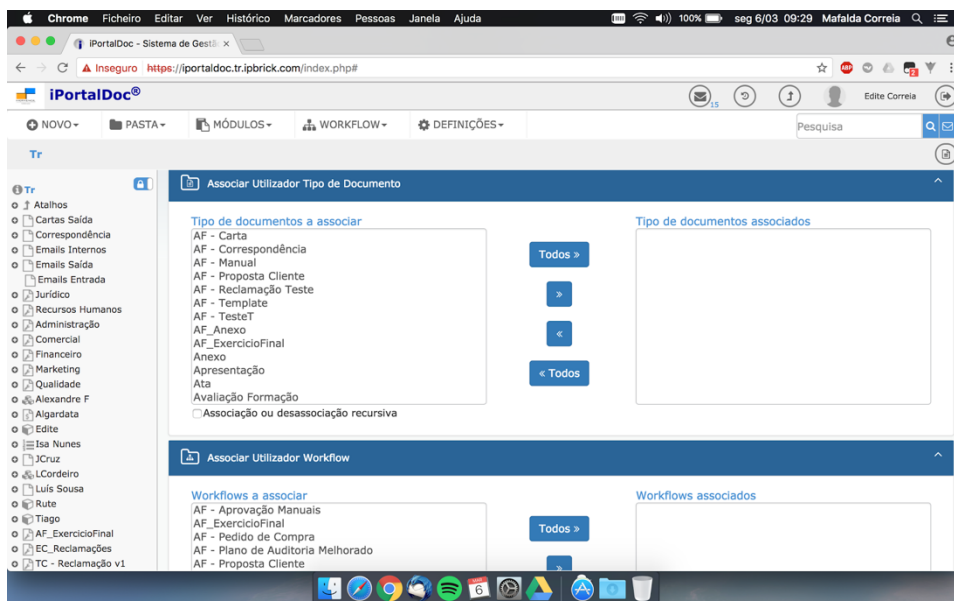 Chrome Ficheiro Editar Ver Histórico Marcadores Pessoas Janela Ajuda 100% seg 6/03 09:29 Mafalda Correia
iPortalDoc - Sistema de Gestã
Inseguro https://iportaldoc.tr.ipbrick.com/index.php#
ABP 2
iPortalDoc® 15 Edite Correia
NOVO PASTA MÓDULOS WORKFLOW DEFINIÇÕES Pesquisa
Tr
Tr
Atalhos
Cartas Saída
Correspondência
Emails Internos
Emails Saída
Emails Entrada
Jurídico
Recursos Humanos
Administração
Comercial
Financeiro
Marketing
Qualidade
Alexandre F
Algardata
Edite
Isa Nunes
JCruz
LCordeiro
Luís Sousa
Rute
Tiago
AF_ExercicioFinal
EC_Reclamações
TC - Reclamação v1
Associar Utilizador Tipo de Documento
Tipo de documentos a associar
AF - Carta
AF - Correspondência
AF - Manual
AF - Proposta Cliente
AF - Reclamação Teste
AF - Template
AF - TesteT
AF_Anexo
AF_ExercicioFinal
Anexo
Apresentação
Ata
Avaliação Formação
Associação ou desassociação recursiva
Todos »
»
«
« Todos
Tipo de documentos associados
Associar Utilizador Workflow
Workflows a associar
AF - Aprovação Manuais
AF_ExercicioFinal
AF - Pedido de Compra
AF - Plano de Auditoria Melhorado
AF - Proposta Cliente
Todos »
»
Workflows associados
6